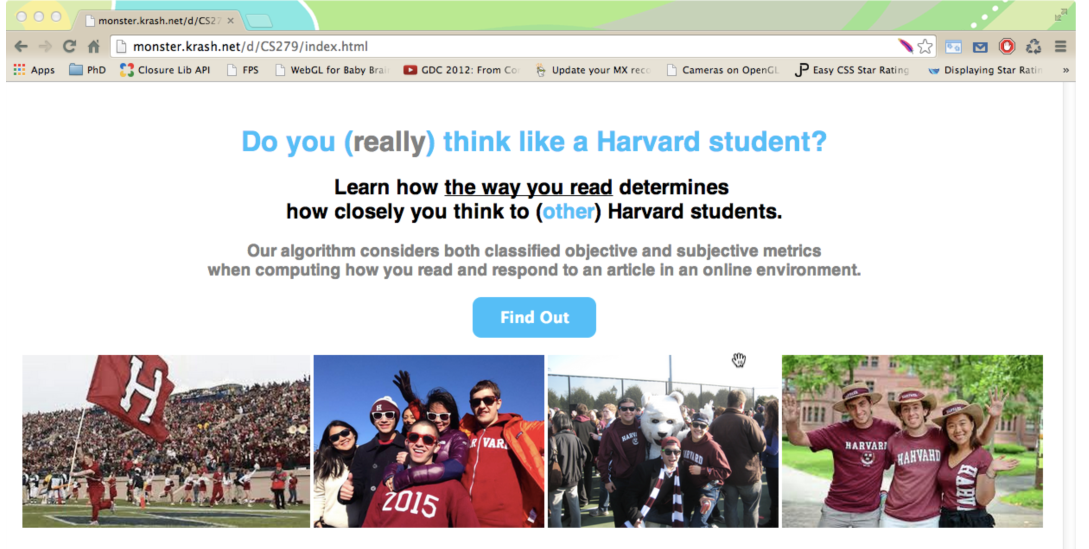 monster.krash.net/d/CS27
monster.krash.net/d/CS279/index.html
Apps PhD Closure Lib API FPS WebGL for Baby Brai GDC 2012: From Co Update your MX reco Cameras on OpenGL Easy CSS Star Rating Displaying Star Ratin »
Do you (really) think like a Harvard student?
Learn how the way you read determines
how closely you think to (other) Harvard students.
Our algorithm considers both classified objective and subjective metrics
when computing how you read and respond to an article in an online environment.
Find Out
H
H
RVAR
2015
HARVARD
HAHVAHD
HARV